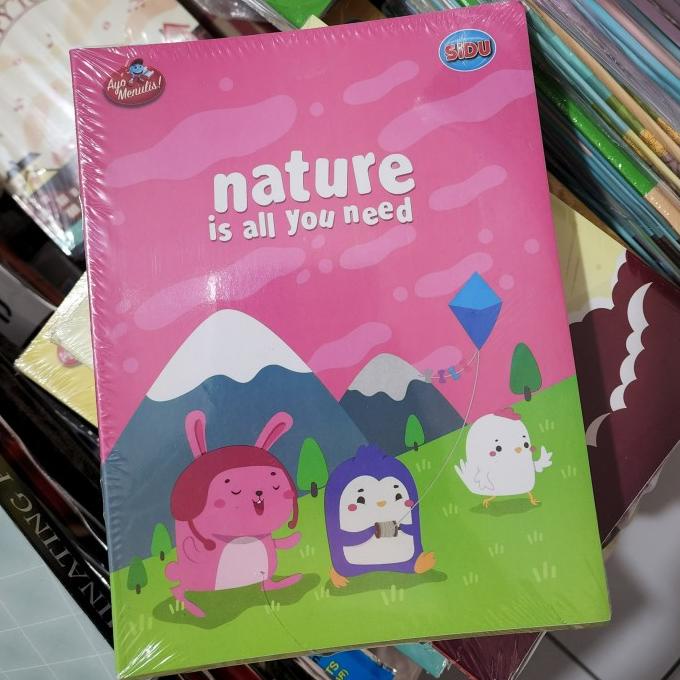 Ayo
Menulis!
SiDU
nature
is all you need